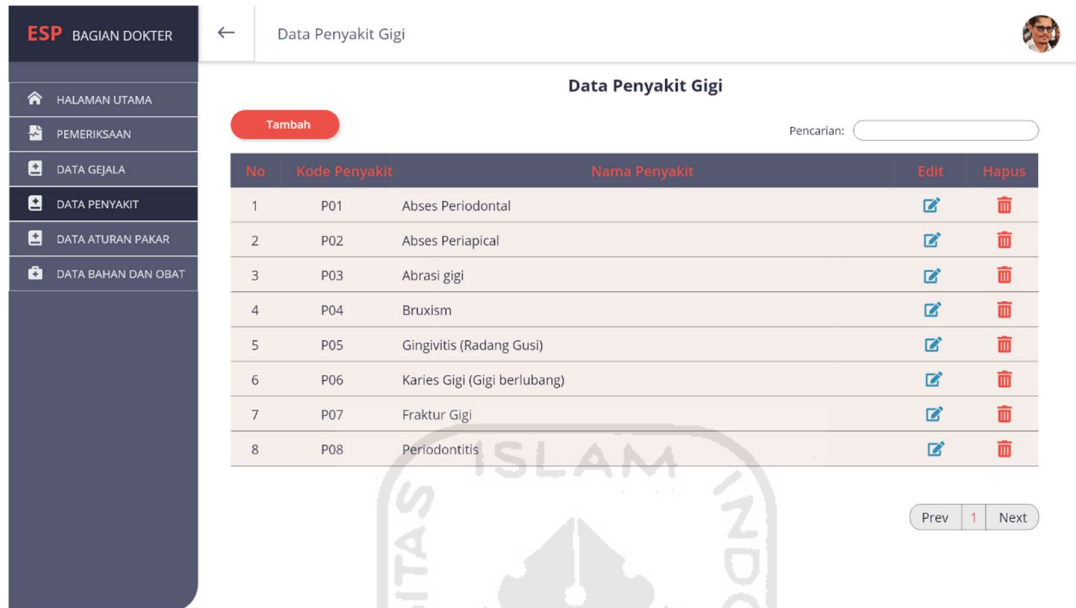 ESP BAGIAN DOKTER
Data Penyakit Gigi
HALAMAN UTAMA
PEMERIKSAAN
DATA GEJALA
DATA PENYAKIT
DATA ATURAN PAKAR
DATA BAHAN DAN OBAT
Data Penyakit Gigi
Tambah
Pencarian:
No Kode Penyakit Nama Penyakit Edit Hapus
1 P01 Abses Periodontal
2 P02 Abses Periapical
3 P03 Abrasi gigi
4 P04 Bruxism
5 P05 Gingivitis (Radang Gusi)
6 P06 Karies Gigi (Gigi berlubang)
7 P07 Fraktur Gigi
8 P08 Periodontitis
Prev 1 Next
ISLAM